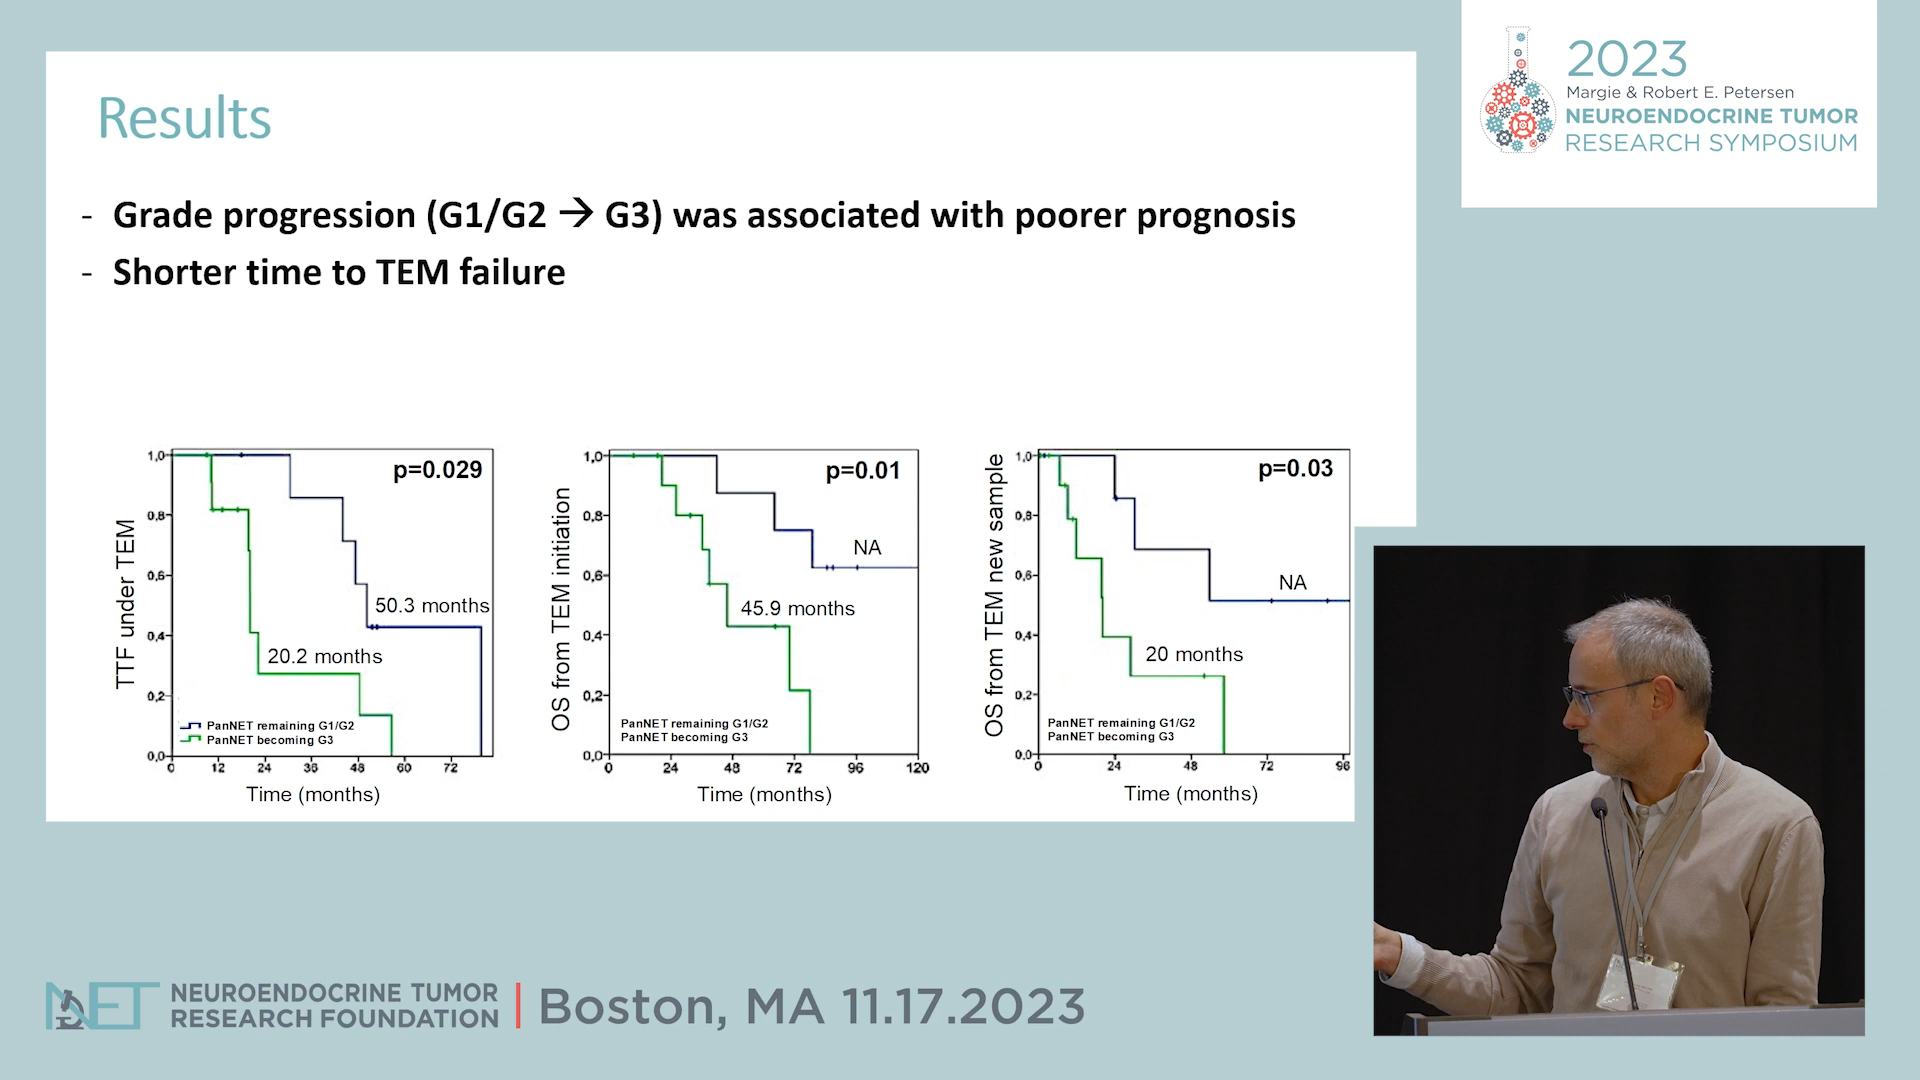 2023
Margie & Robert E. Petersen
NEUROENDOCRINE TUMOR
RESEARCH SYMPOSIUM
Results
- Grade progression (G1/G2 → G3) was associated with poorer prognosis
- Shorter time to TEM failure
TTF under TEM
1,0
0,8
0,6
0,4
0,2
0,0
p=0.029
50.3 months
20.2 months
PanNET remaining G1/G2
PanNET becoming G3
0 12 24 36 48 60 72
Time (months)
OS from TEM initiation
1,0
0,8
0,6
0,4
0,2
0,0
p=0.01
NA
45.9 months
PanNET remaining G1/G2
PanNET becoming G3
0 24 48 72 96 120
Time (months)
OS from TEM new sample
1,0
0,8
0,6
0,4
0,2
0,0
p=0.03
NA
20 months
PanNET remaining G1/G2
PanNET becoming G3
0 24 48 72 96
Time (months)
NET NEUROENDOCRINE TUMOR
RESEARCH FOUNDATION
Boston, MA 11.17.2023